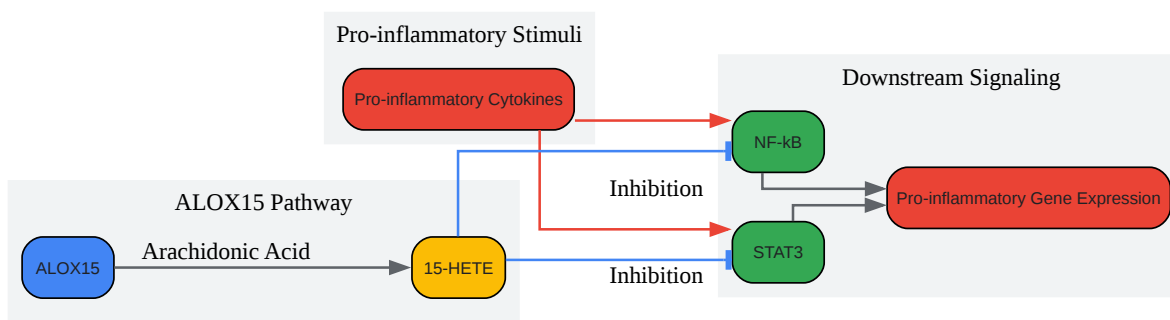 Pro-inflammatory Stimuli
Pro-inflammatory Cytokines
Downstream Signaling
NF-kB
Inhibition
Pro-inflammatory Gene Expression
ALOX15 Pathway
ALOX15
Arachidonic Acid
15-HETE
STAT3
Inhibition